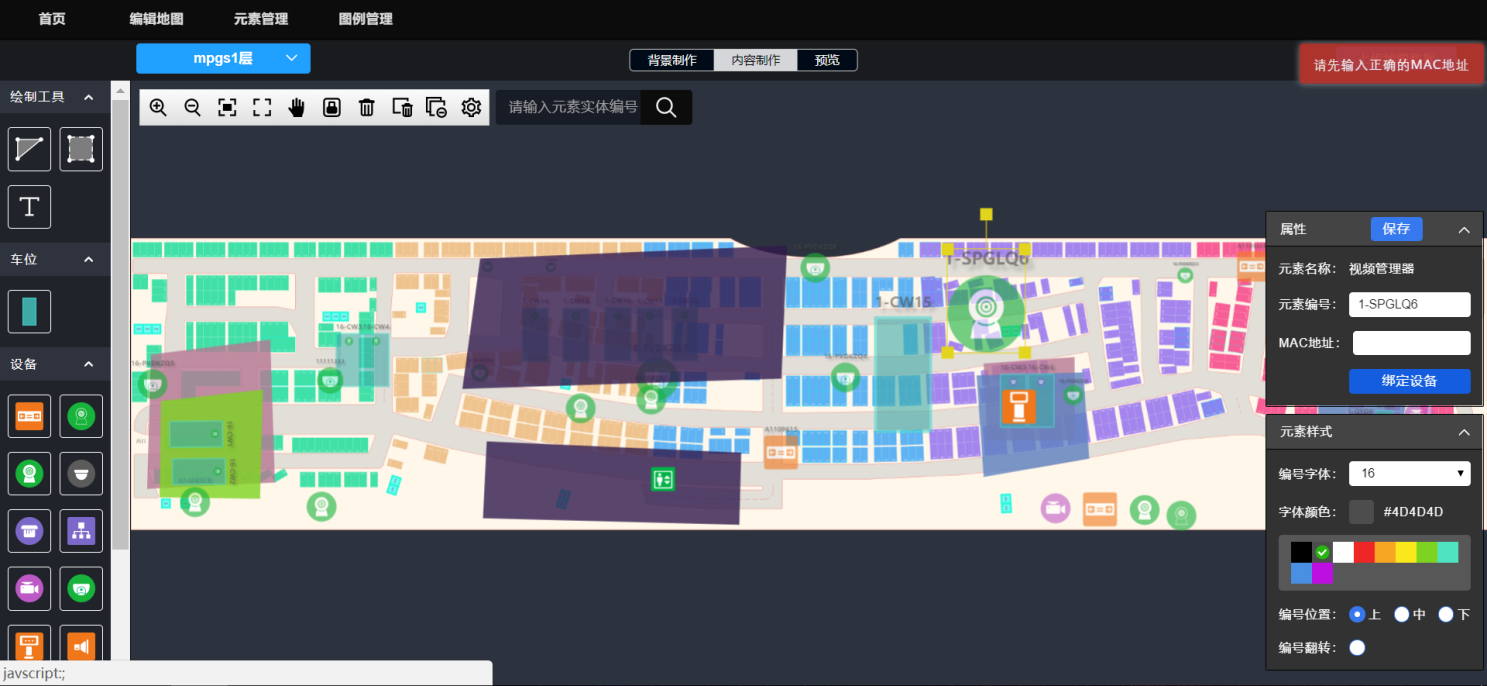 首页
编辑地图
元素管理
图例管理
mpgs1层
背景制作
内容制作
预览
请先输入正确的MAC地址
绘制工具
T
车位
设备
请输入元素实体编号
1-SPGLQ6
1-CW15
16-CW3
16-CW4
属性
保存
元素名称： 视频管理器
元素编号： 1-SPGLQ6
MAC地址：
绑定设备
元素样式
编号字体： 16
字体颜色： #4D4D4D
编号位置： 上 中 下
编号翻转：
javscript:;